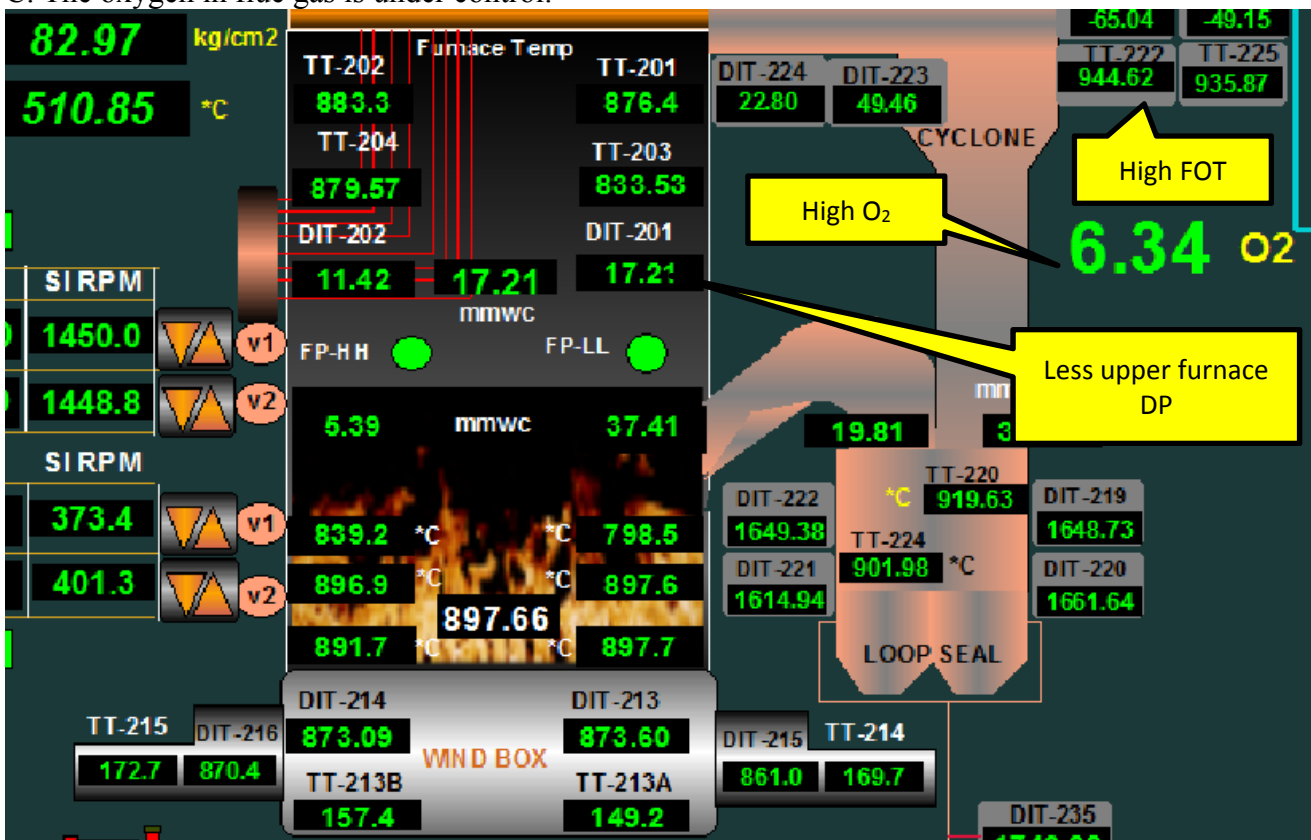 C. The oxygen in flue gas is under control.
82.97 kg/cm2
510.85 *C
Furnace Temp
TT-202 TT-201
883.3 876.4
TT-204 TT-203
879.57 833.53
DIT-202 DIT-201
11.42 17.21 17.21
mmwc
FP-HH FP-LL
5.39 mmwc 37.41
839.2 *C *C 798.5
896.9 *C *C 897.6
897.66
891.7 *C *C 897.7
SI RPM
1450.0 v1
1448.8 v2
SI RPM
373.4 v1
401.3 v2
DIT-224 DIT-223
22.80 49.46
CYCLONE
-65.04 -49.15
TT-222 TT-225
944.62 935.87
High FOT
High O2
6.34 O2
Less upper furnace
DP
19.81
TT-220
*C 919.63
DIT-222 DIT-219
1649.38 1648.73
TT-224
901.98 *C
DIT-221 DIT-220
1614.94 1661.64
LOOP SEAL
DIT-214 DIT-213
873.09 873.60
WIND BOX
TT-213B TT-213A
157.4 149.2
TT-215 DIT-216
172.7 870.4
DIT-215 TT-214
861.0 169.7
DIT-235